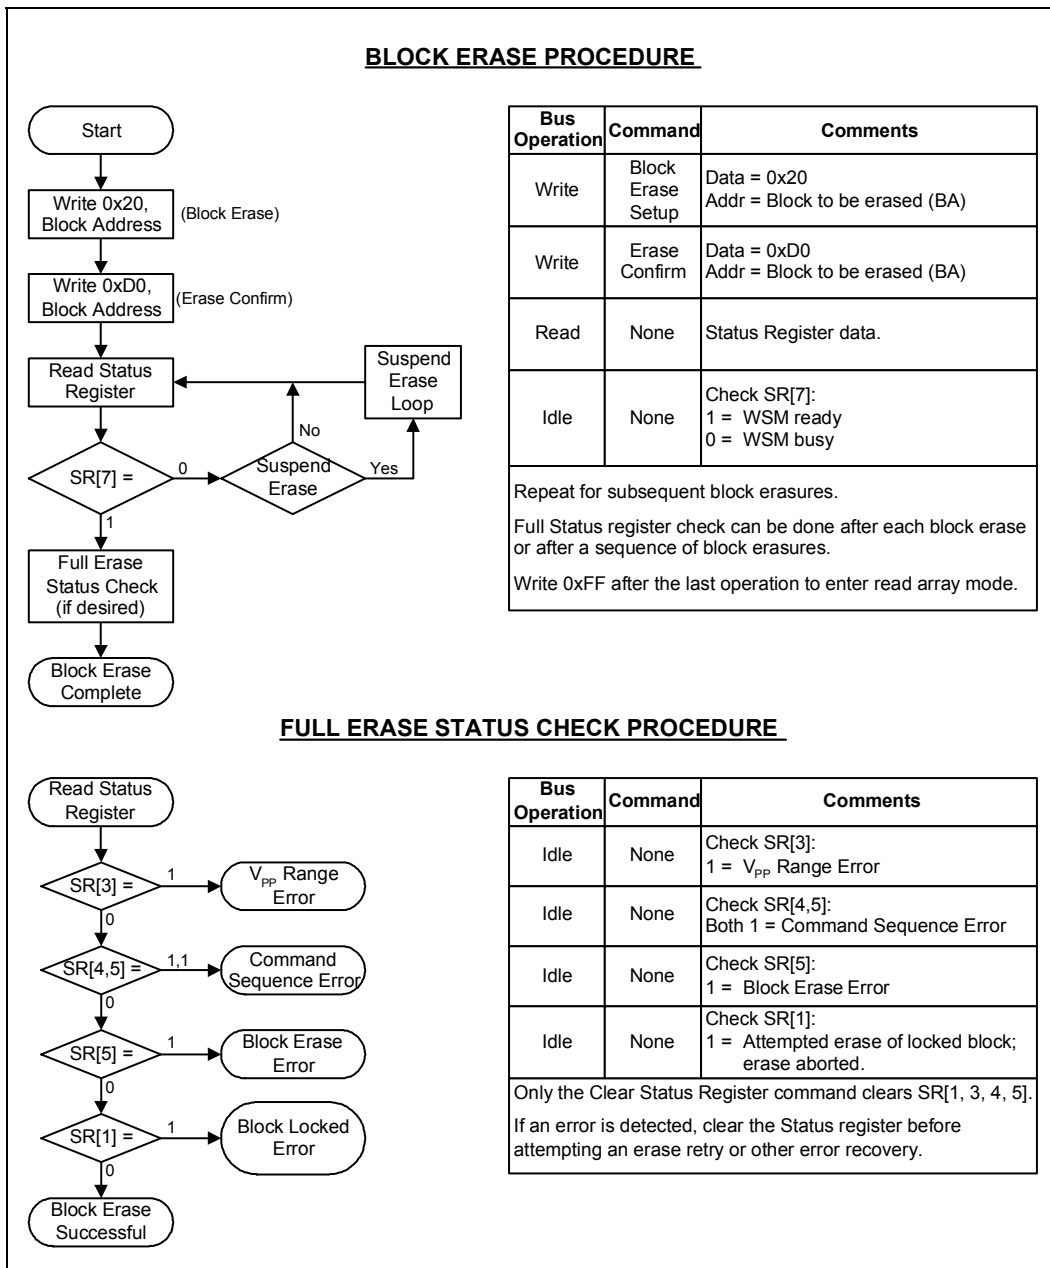 BLOCK ERASE PROCEDURE
Start
Write 0x20,
Block Address
(Block Erase)
Write 0xD0,
Block Address
(Erase Confirm)
Read Status
Register
Suspend
Erase
Loop
No
SR[7] =
0
Suspend
Erase
Yes
1
Full Erase
Status Check
(if desired)
Block Erase
Complete
Bus
Operation
Command
Comments
Write
Block
Erase
Setup
Data = 0x20
Addr = Block to be erased (BA)
Write
Erase
Confirm
Data = 0xD0
Addr = Block to be erased (BA)
Read
None
Status Register data.
Idle
None
Check SR[7]:
1 = WSM ready
0 = WSM busy
Repeat for subsequent block erasures.
Full Status register check can be done after each block erase
or after a sequence of block erasures.
Write 0xFF after the last operation to enter read array mode.
FULL ERASE STATUS CHECK PROCEDURE
Read Status
Register
SR[3] =
1
VPP Range
Error
0
SR[4,5] =
1,1
Command
Sequence Error
0
SR[5] =
1
Block Erase
Error
0
SR[1] =
1
Block Locked
Error
0
Block Erase
Successful
Bus
Operation
Command
Comments
Idle
None
Check SR[3]:
1 = VPP Range Error
Idle
None
Check SR[4,5]:
Both 1 = Command Sequence Error
Idle
None
Check SR[5]:
1 = Block Erase Error
Idle
None
Check SR[1]:
1 = Attempted erase of locked block;
erase aborted.
Only the Clear Status Register command clears SR[1, 3, 4, 5].
If an error is detected, clear the Status register before
attempting an erase retry or other error recovery.